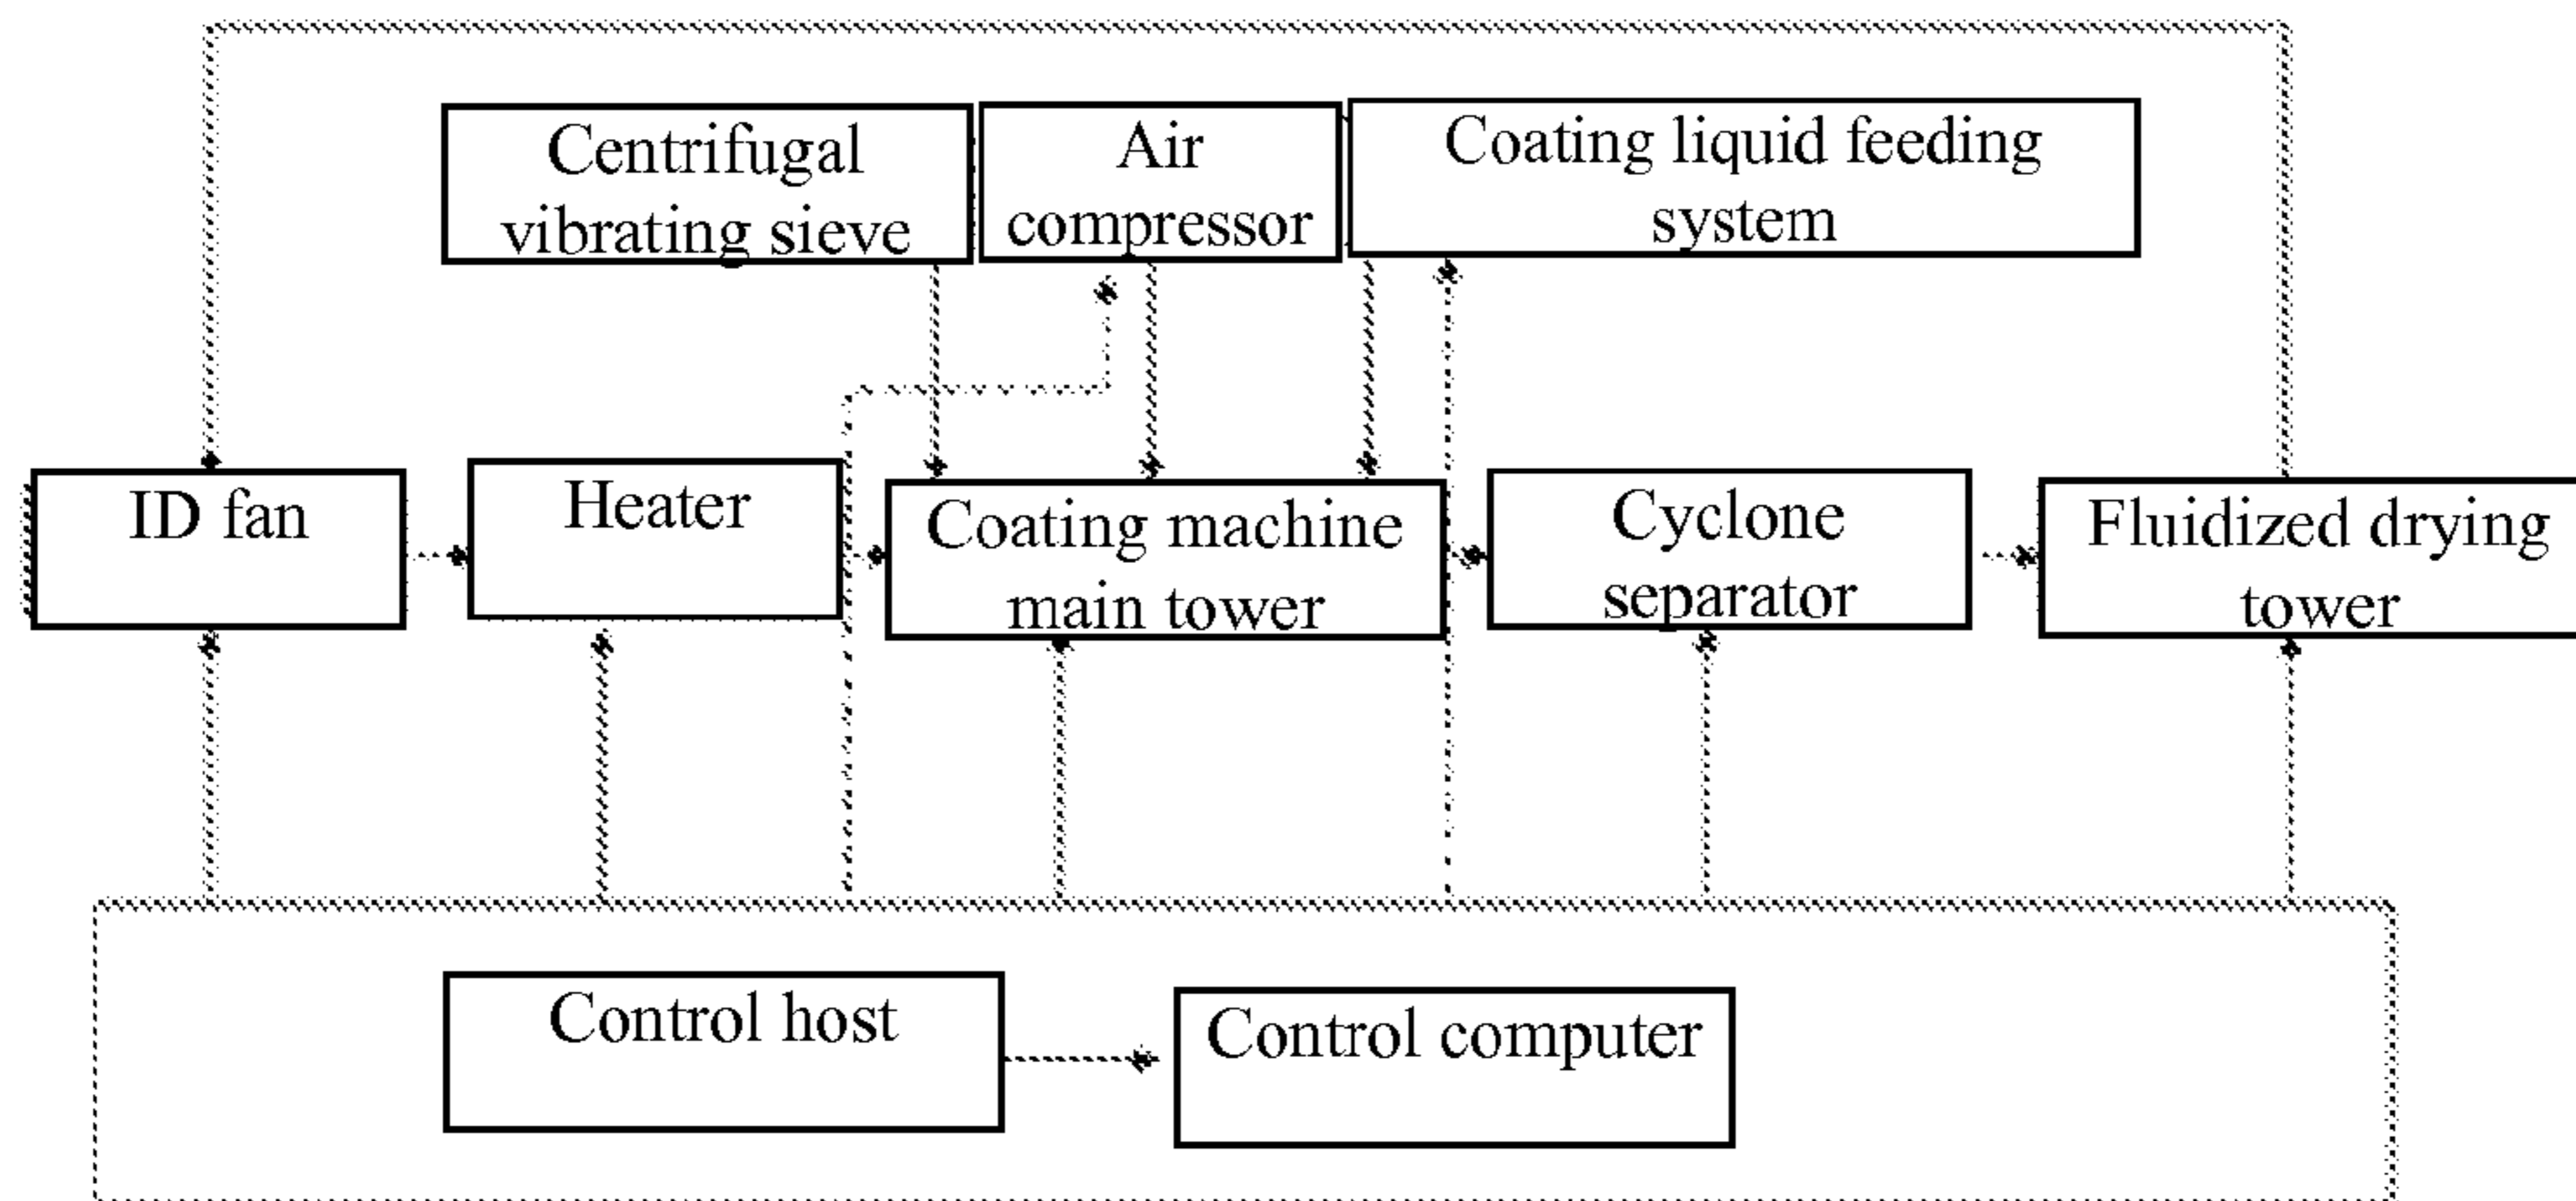 Centrifugal
vibrating sieve
Air
compressor
Coating liquid feeding
system
ID fan
Heater
Coating machine
main tower
Cyclone
separator
Fluidized drying
tower
Control host
Control computer